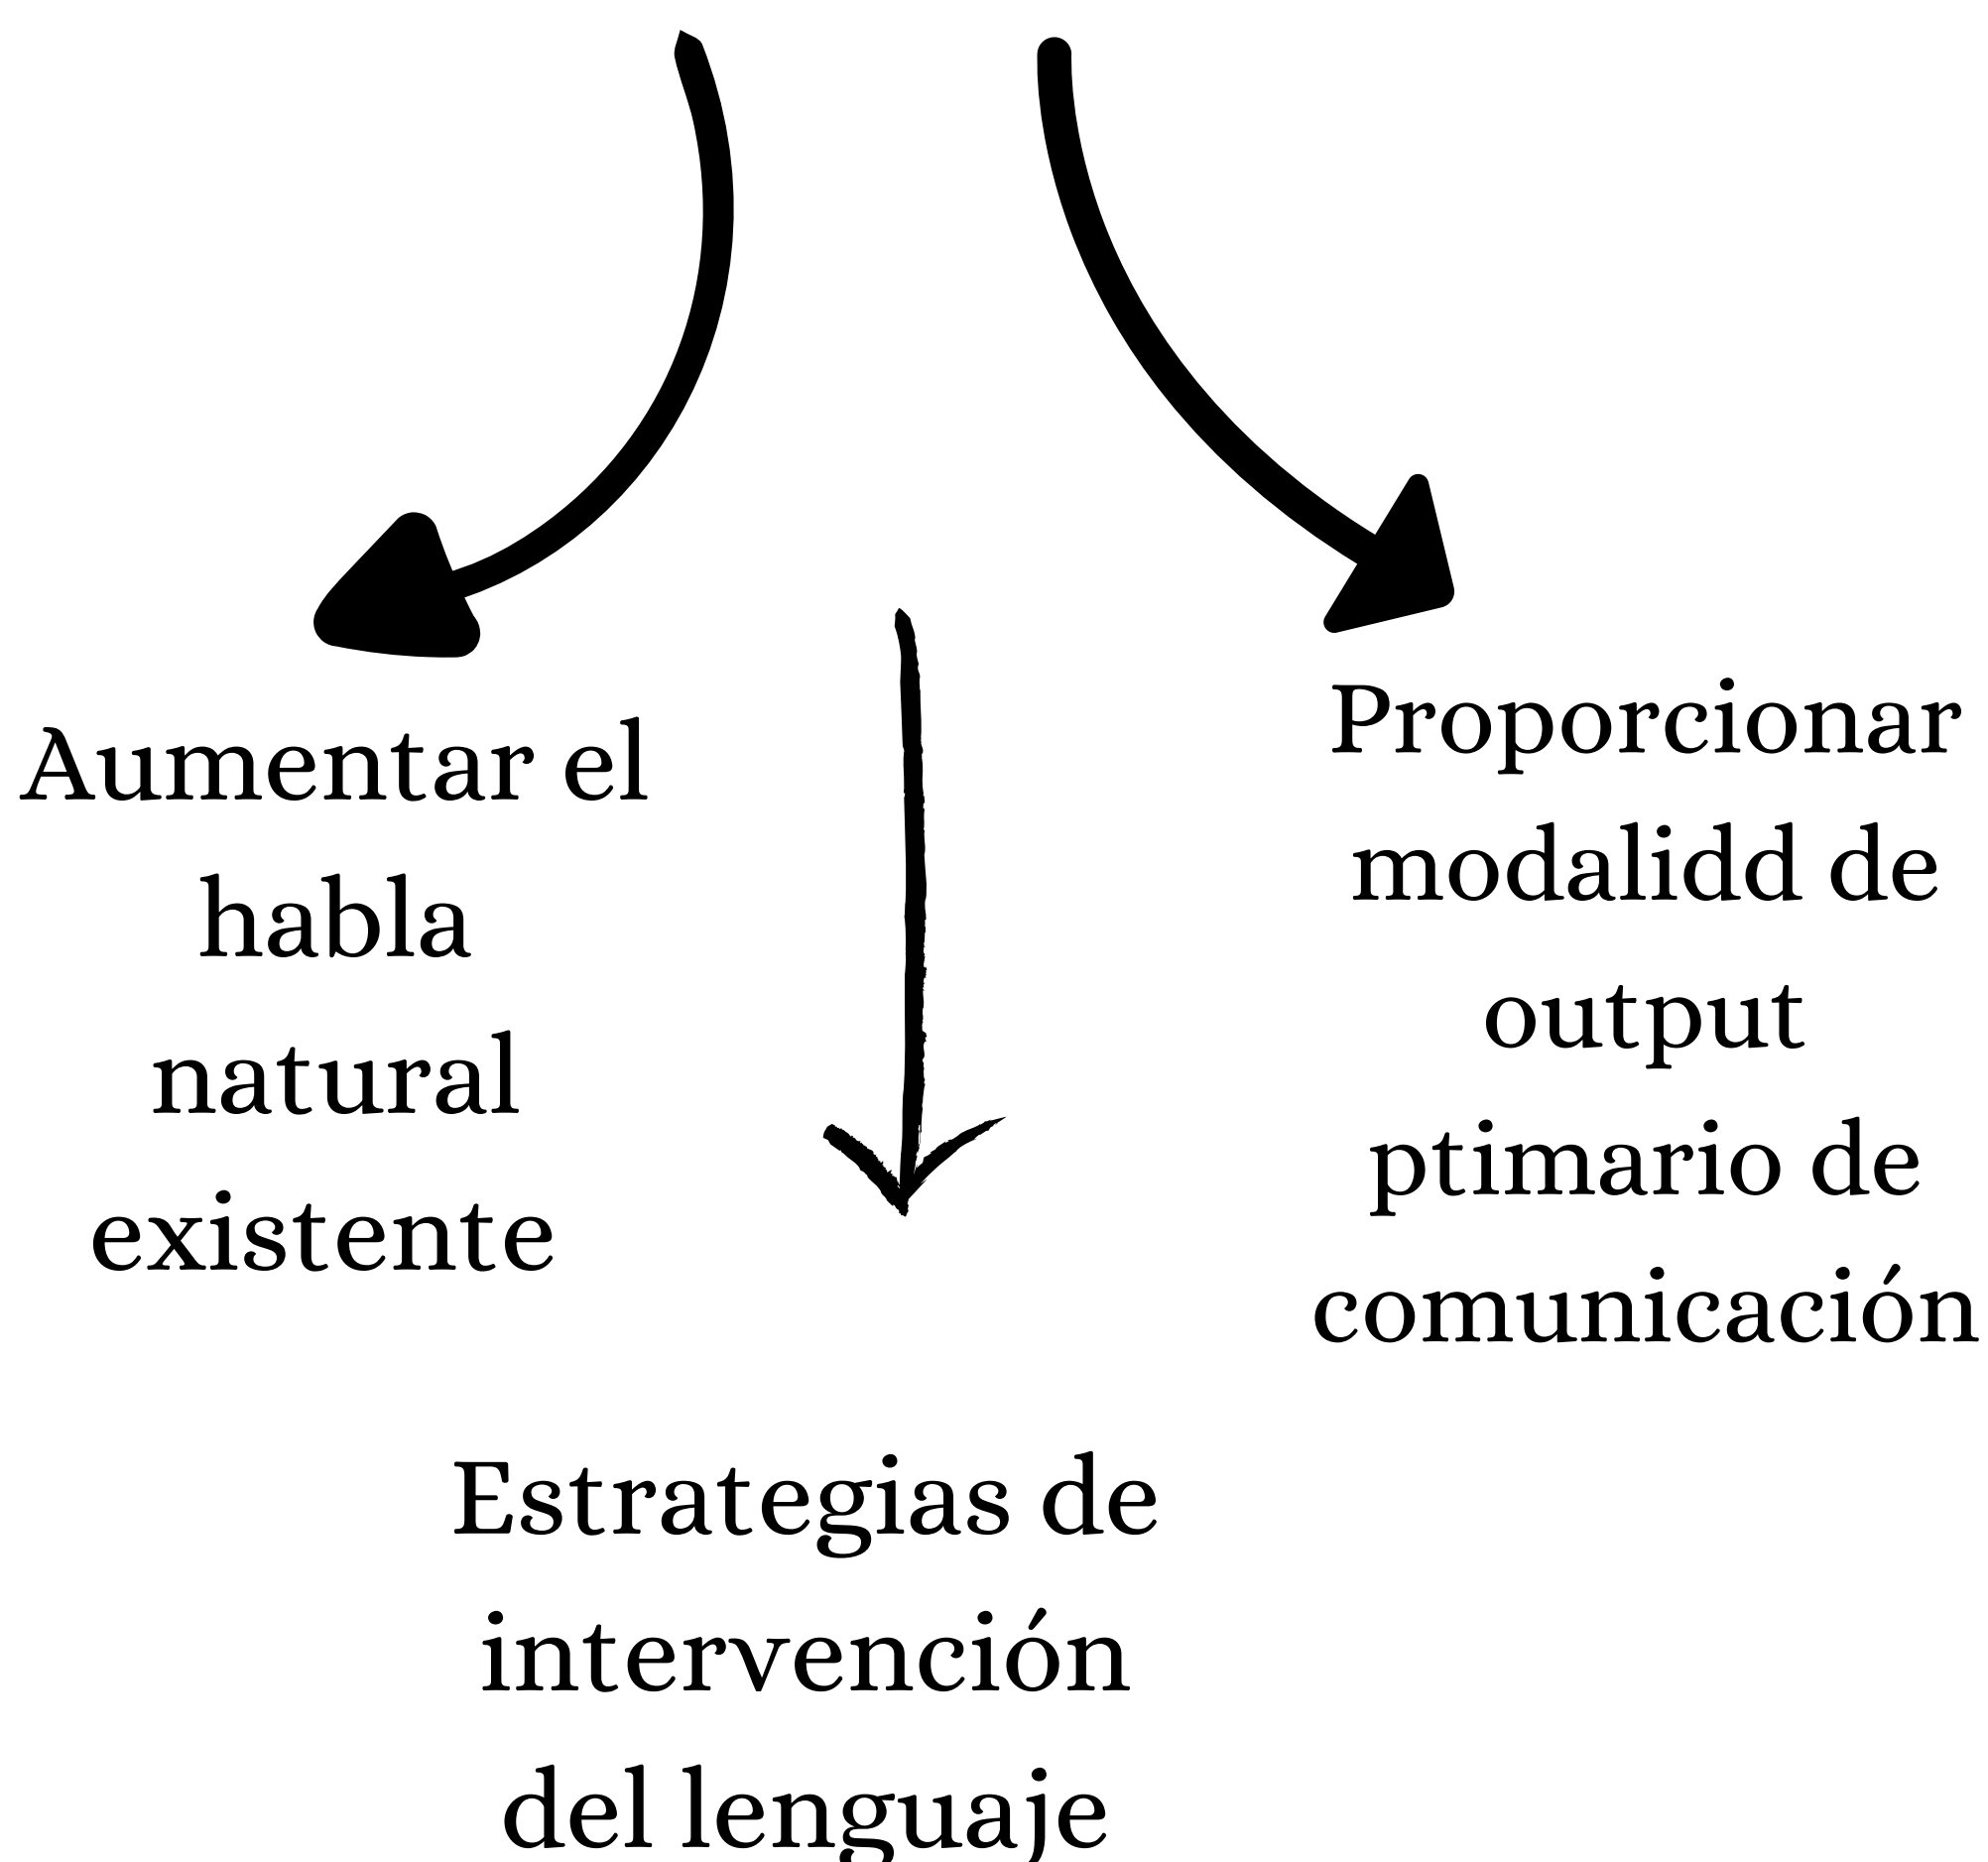 Aumentar el
habla
natural
existente
Proporcionar
modalidd de
output
ptimario de
comunicación
Estrategias de
intervención
del lenguaje